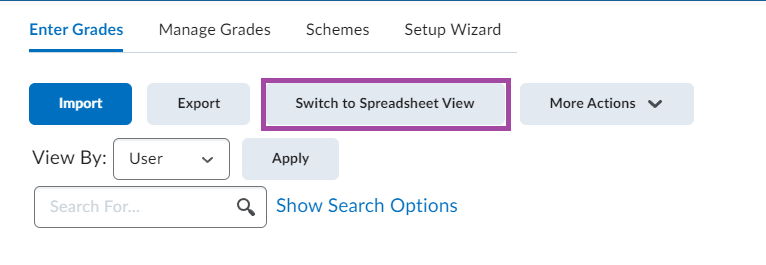 Enter Grades Manage Grades Schemes Setup Wizard
Import Export Switch to Spreadsheet View More Actions
View By: User Apply
Search For... Show Search Options